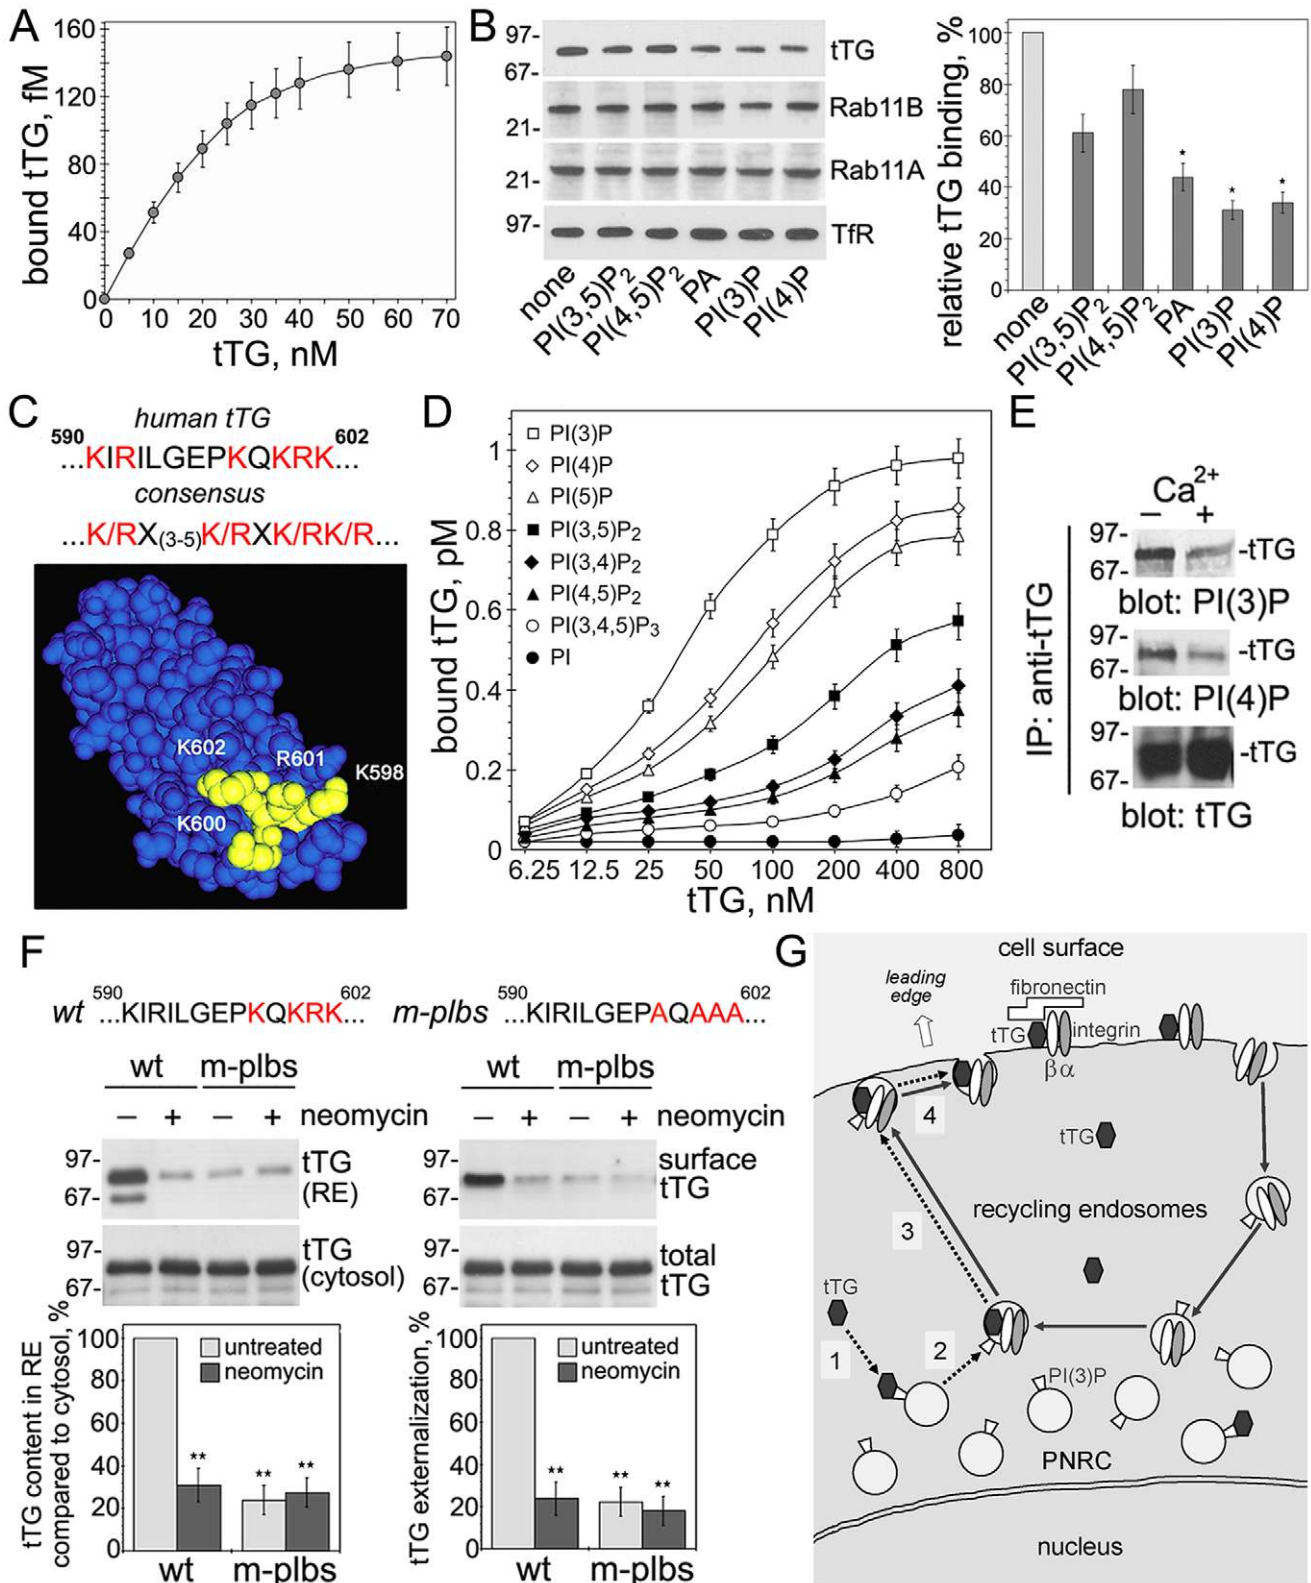 A
160
120
80
40
0
bound tTG, fM
0 10 20 30 40 50 60 70
tTG, nM
B
97-
67-
tTG
21-
Rab11B
21-
Rab11A
97-
TfR
none
PI(3,5)P2
PI(4,5)P2
PA
PI(3)P
PI(4)P
relative tTG binding, %
100
80
60
40
20
0
* * *
none
PI(3,5)P2
PI(4,5)P2
PA
PI(3)P
PI(4)P
C
human tTG
590 602
...KIRILGEPKQKRK...
consensus
...K/RX(3-5)K/RXK/RK/R...
K602
R601
K598
K600
D
bound tTG, pM
1
0.8
0.6
0.4
0.2
0
PI(3)P
PI(4)P
PI(5)P
PI(3,5)P2
PI(3,4)P2
PI(4,5)P2
PI(3,4,5)P3
PI
6.25 12.5 25 50 100 200 400 800
tTG, nM
E
Ca2+
– +
IP: anti-tTG
97-
67-
-tTG
blot: PI(3)P
97-
67-
-tTG
blot: PI(4)P
97-
67-
-tTG
blot: tTG
F
590 602
wt ...KIRILGEPKQKRK...
590 602
m-plbs ...KIRILGEPAQAAA...
wt m-plbs
– + – + neomycin
97-
67-
tTG
(RE)
97-
67-
tTG
(cytosol)
tTG content in RE
compared to cytosol, %
100
80
60
40
20
0
untreated
neomycin
** ** **
wt m-plbs
wt m-plbs
– + – + neomycin
97-
67-
surface
tTG
97-
67-
total
tTG
tTG externalization, %
100
80
60
40
20
0
untreated
neomycin
** ** **
wt m-plbs
G
cell surface
leading
edge
fibronectin
tTG
integrin
βα
4
tTG
recycling endosomes
3
tTG
1
2
PI(3)P
PNRC
nucleus